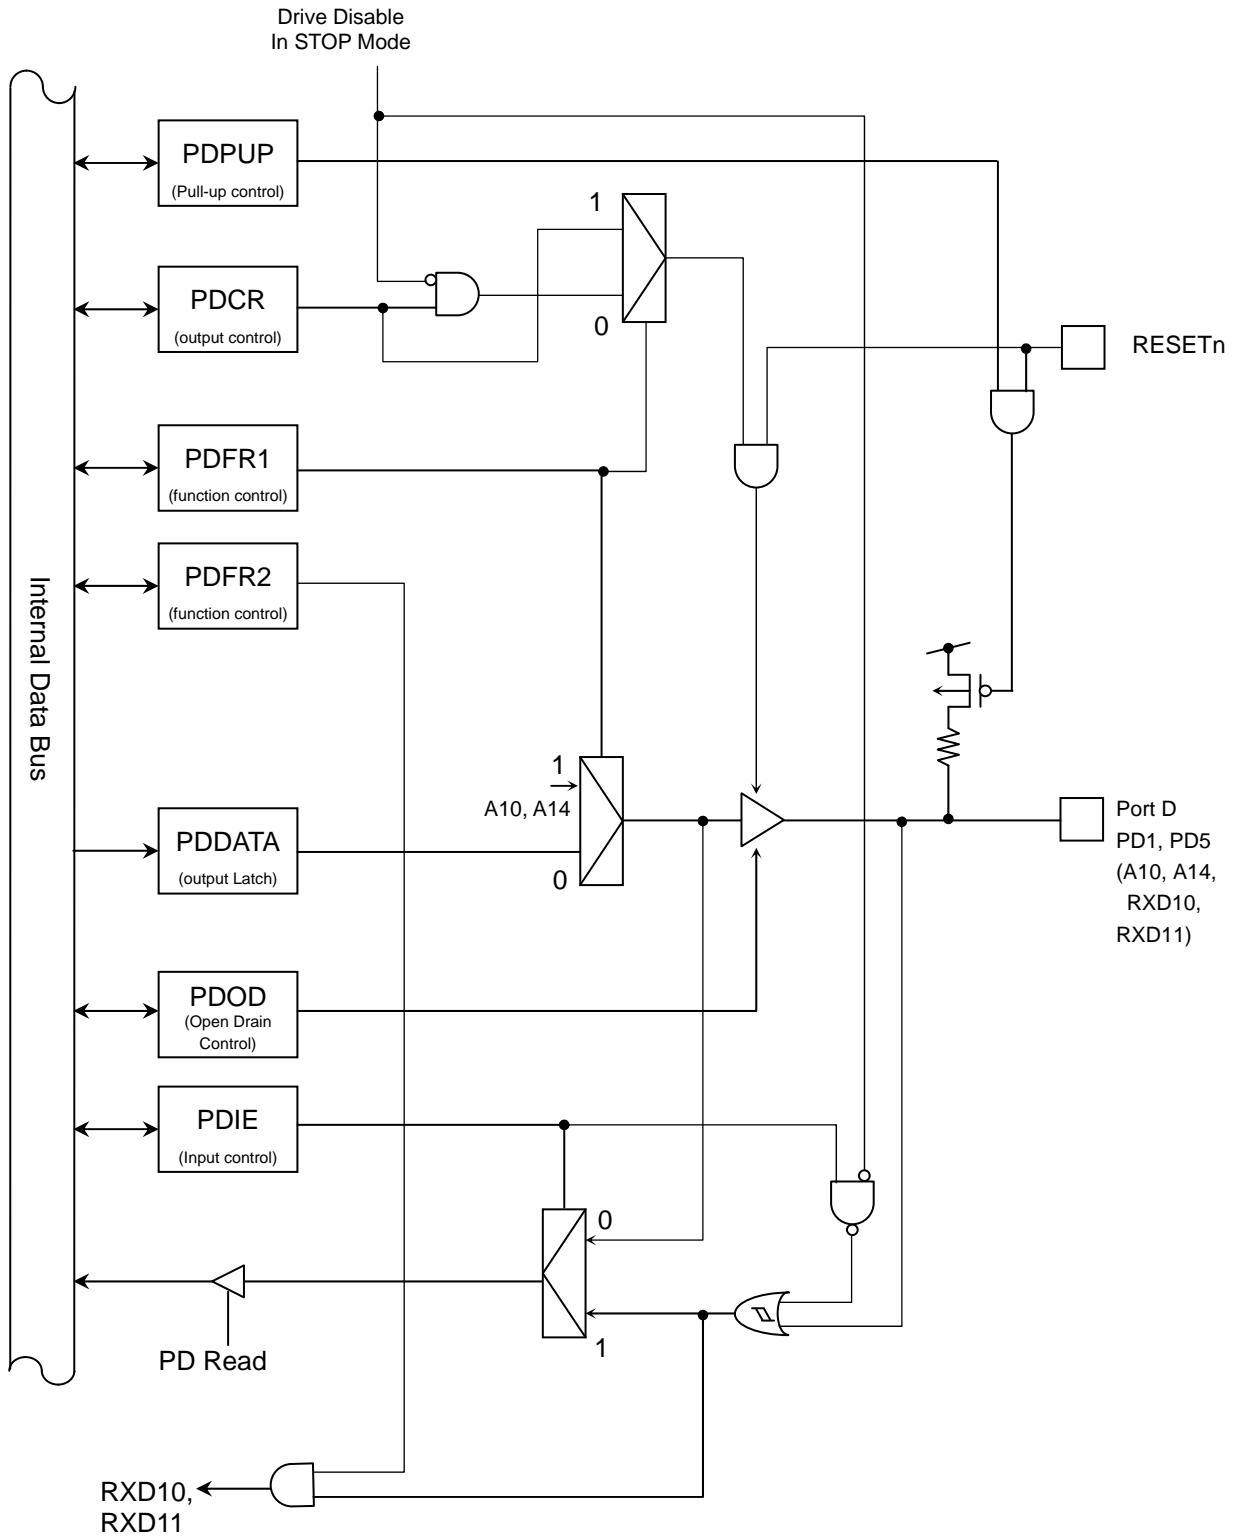 Drive Disable
In STOP Mode
PDPUP
(Pull-up control)
1
PDCR
(output control)
0
RESETn
PDFR1
(function control)
PDFR2
(function control)
Internal Data Bus
1
A10, A14
0
PDDATA
(output Latch)
Port D
PD1, PD5
(A10, A14,
RXD10,
RXD11)
PDOD
(Open Drain
Control)
PDIE
(Input control)
0
1
PD Read
RXD10,
RXD11